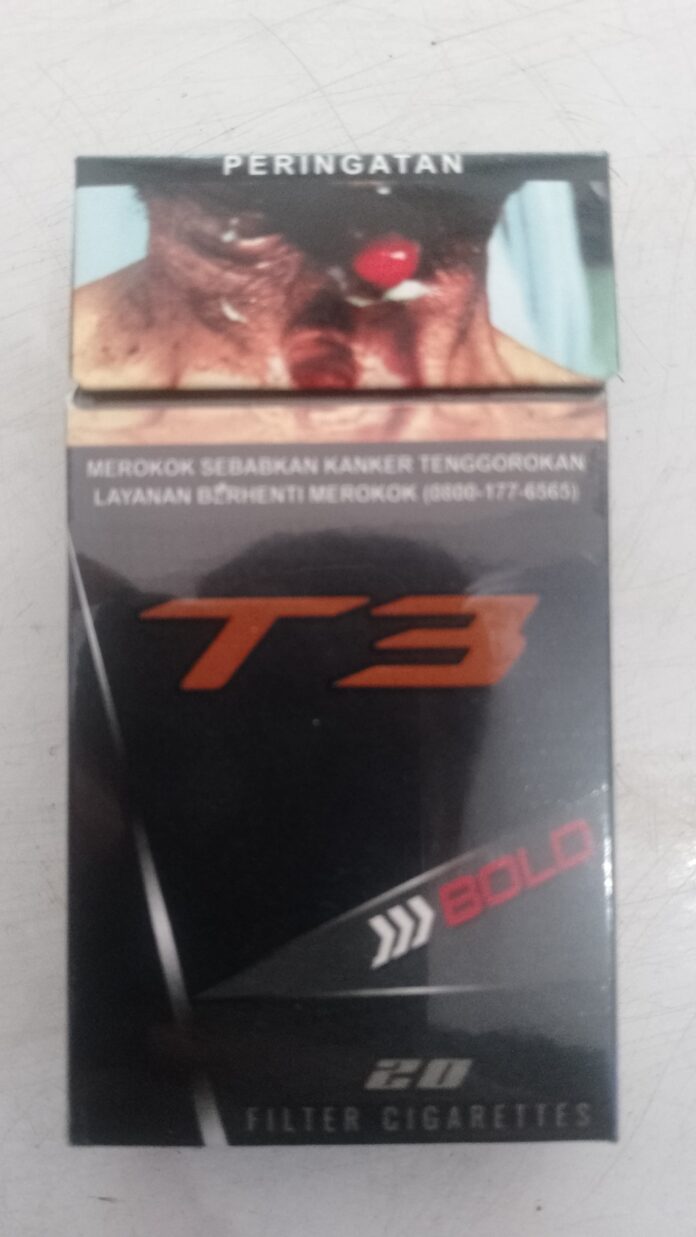 PERINGATAN
MEROKOK SEBABKAN KANKER TENGGOROKAN
LAYANAN BERHENTI MEROKOK (0800-177-6565)
T3
BOLD
20
FILTER CIGARETTES